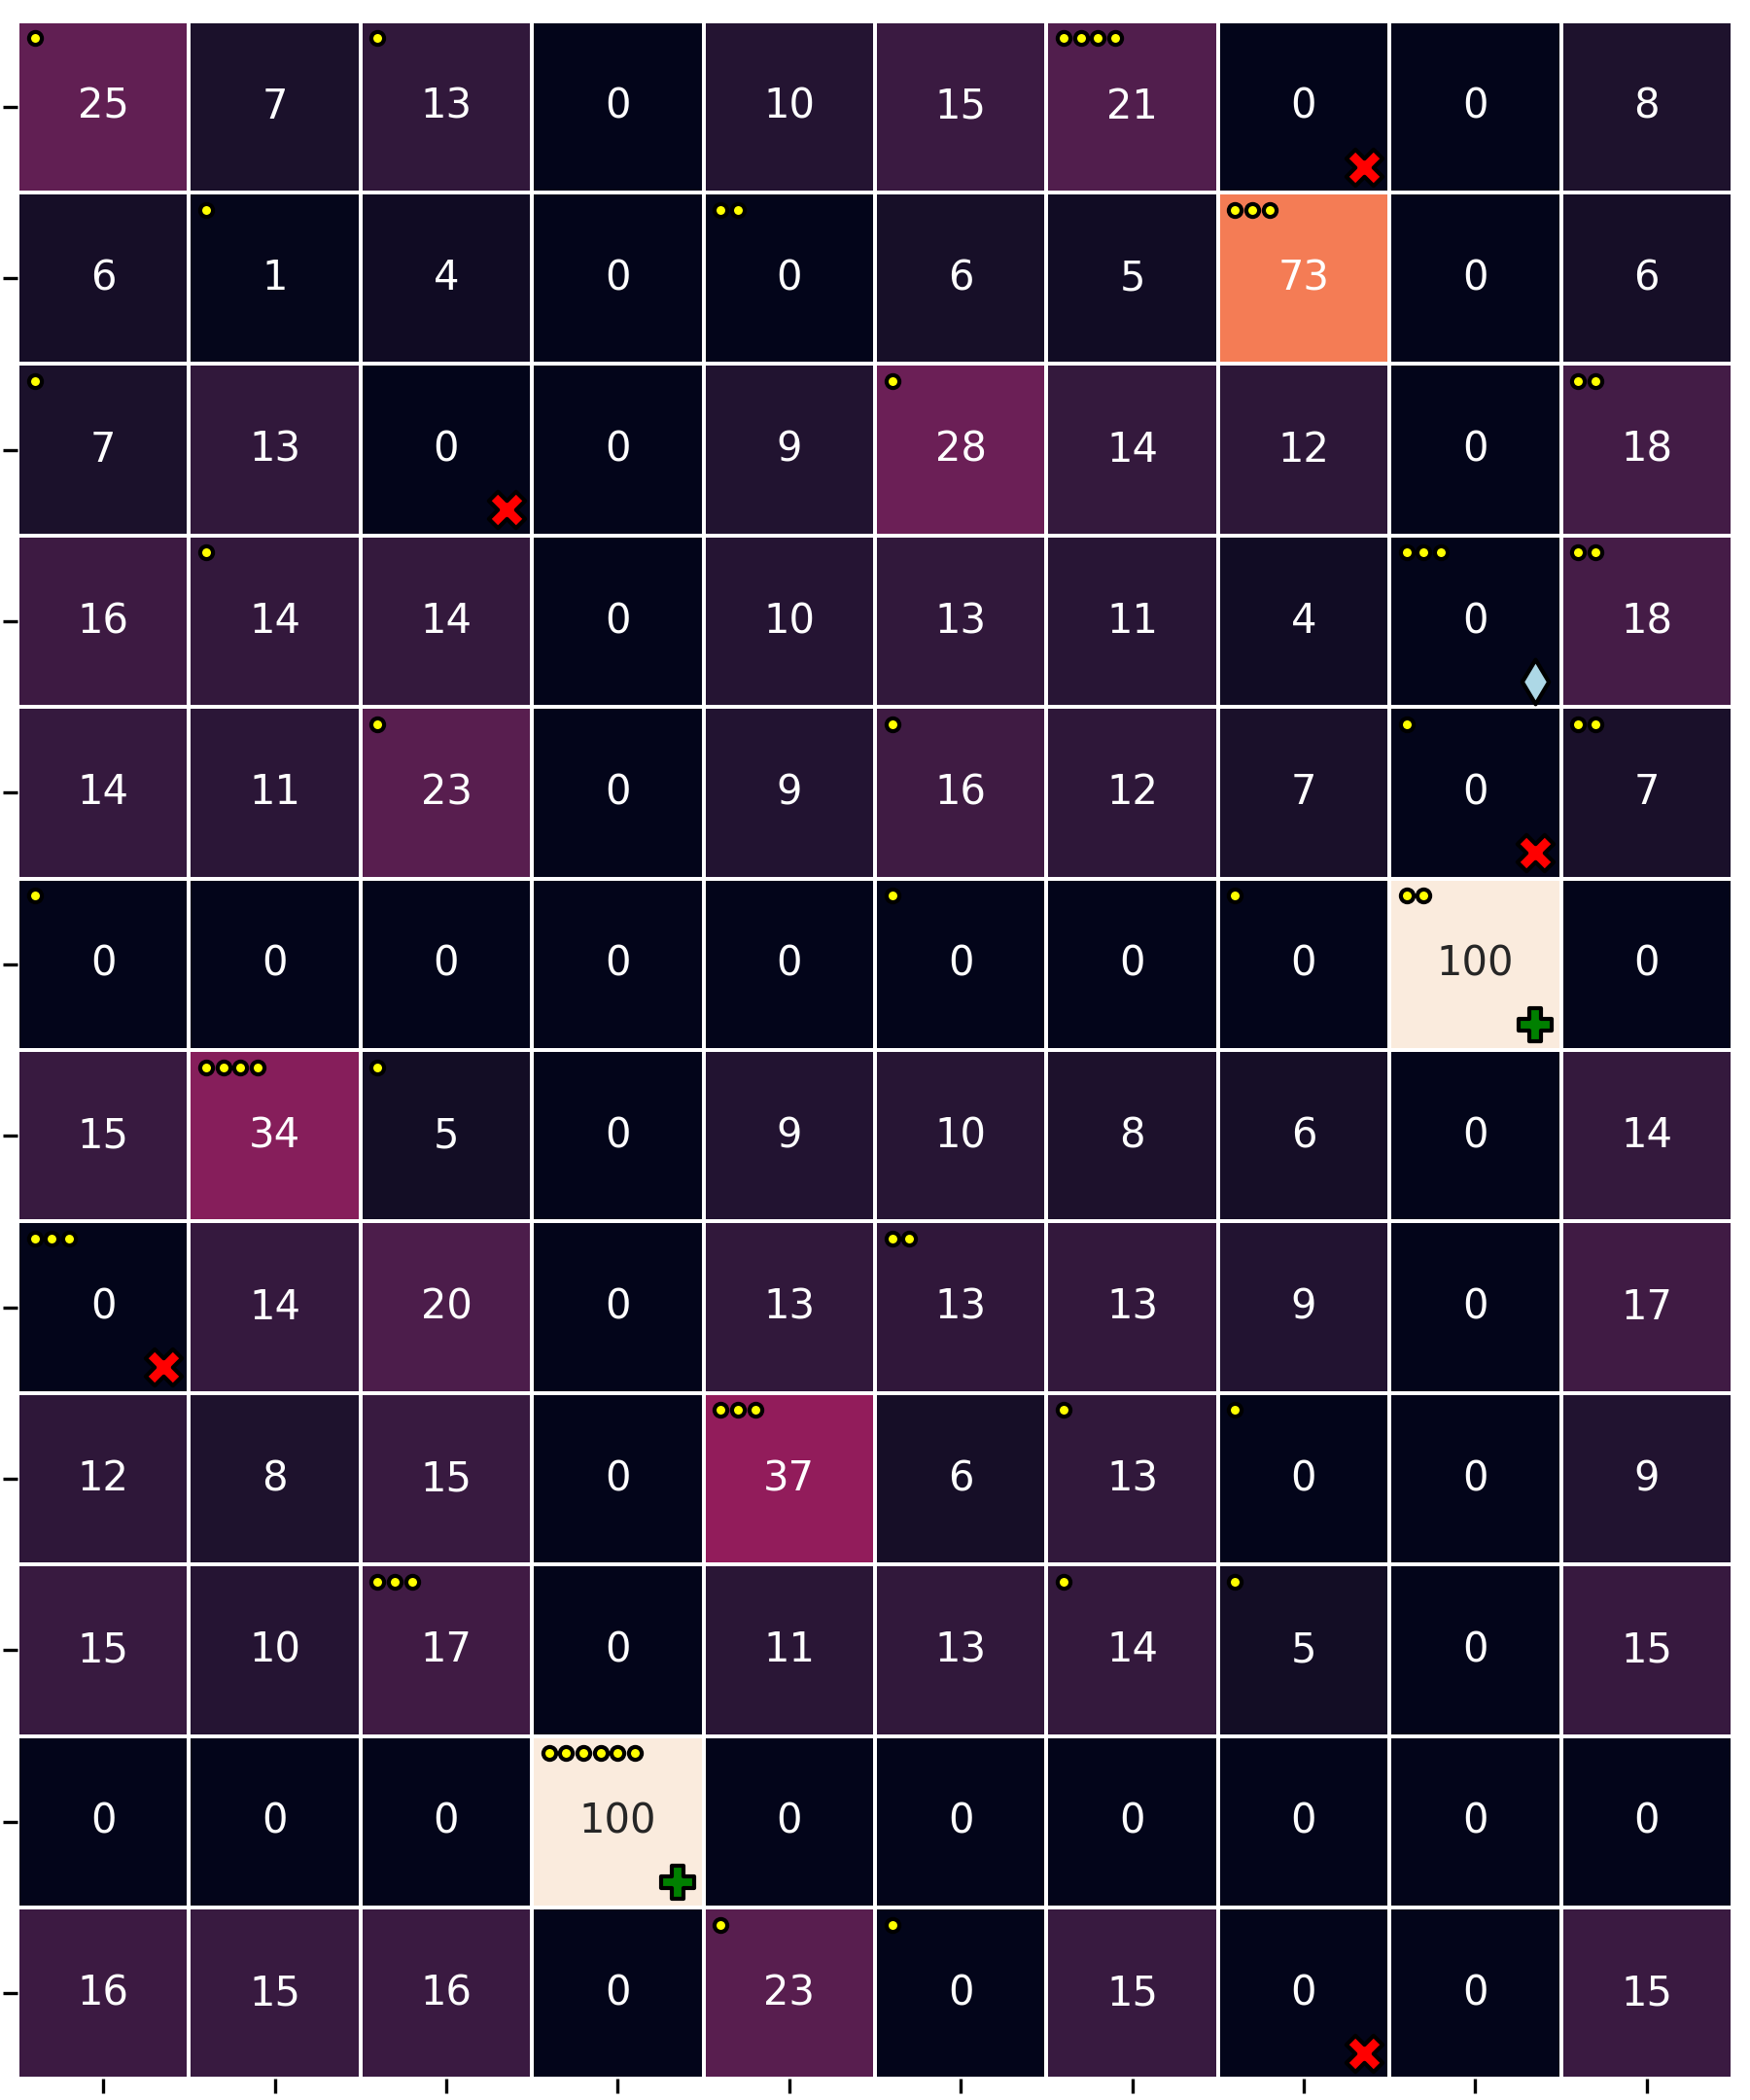 25 7 13 0 10 15 21 0 0 8
6 1 4 0 0 6 5 73 0 6
7 13 0 0 9 28 14 12 0 18
16 14 14 0 10 13 11 4 0 18
14 11 23 0 9 16 12 7 0 7
0 0 0 0 0 0 0 0 100 0
15 34 5 0 9 10 8 6 0 14
0 14 20 0 13 13 13 9 0 17
12 8 15 0 37 6 13 0 0 9
15 10 17 0 11 13 14 5 0 15
0 0 0 100 0 0 0 0 0 0
16 15 16 0 23 0 15 0 0 15